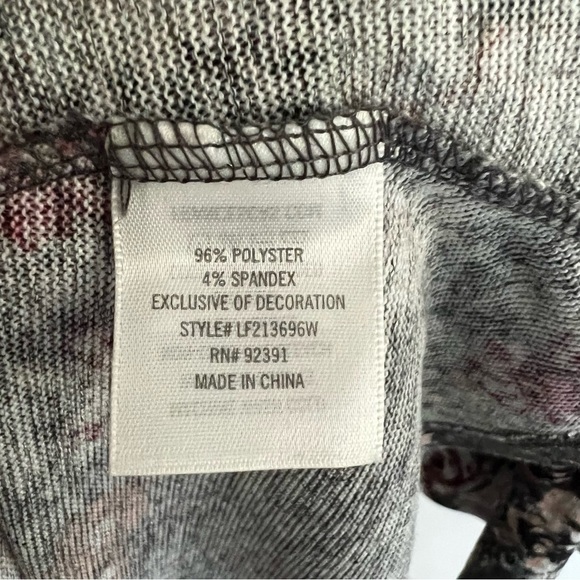 96% POLYSTER
4% SPANDEX
EXCLUSIVE OF DECORATION
STYLE# LF213696W
RN# 92391
MADE IN CHINA